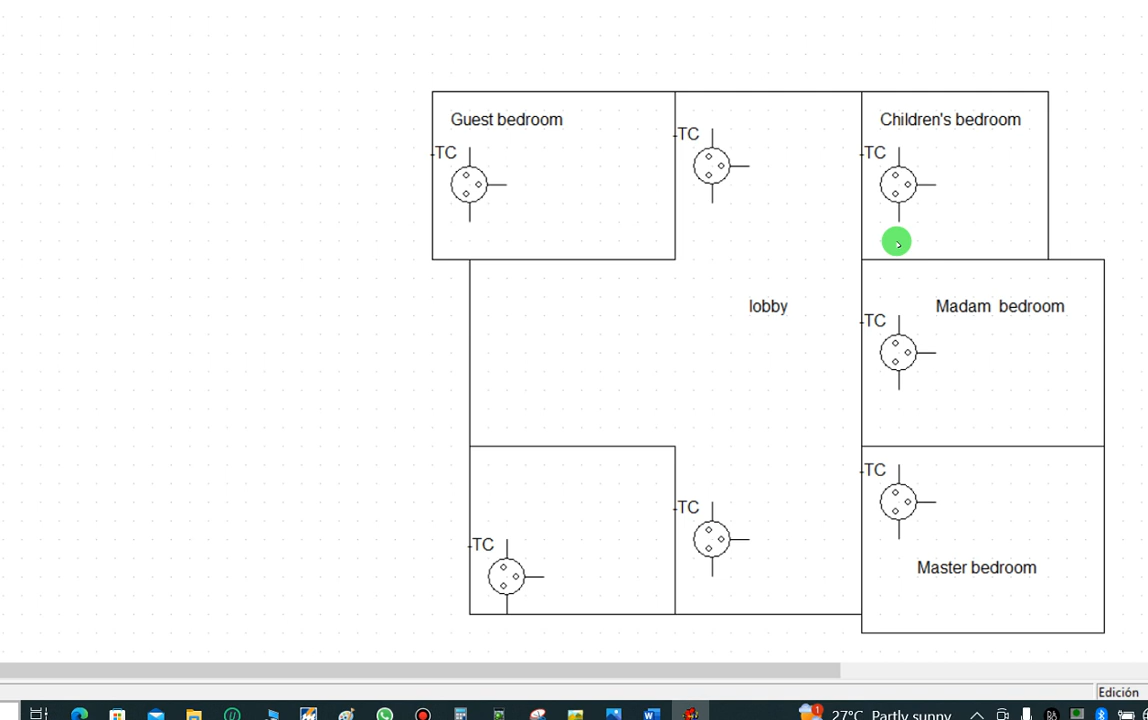 Guest bedroom
Children's bedroom
-TC
-TC
-TC
lobby
Madam bedroom
-TC
-TC
Master bedroom
-TC
-TC
Edición
1
27°C Partly sunny